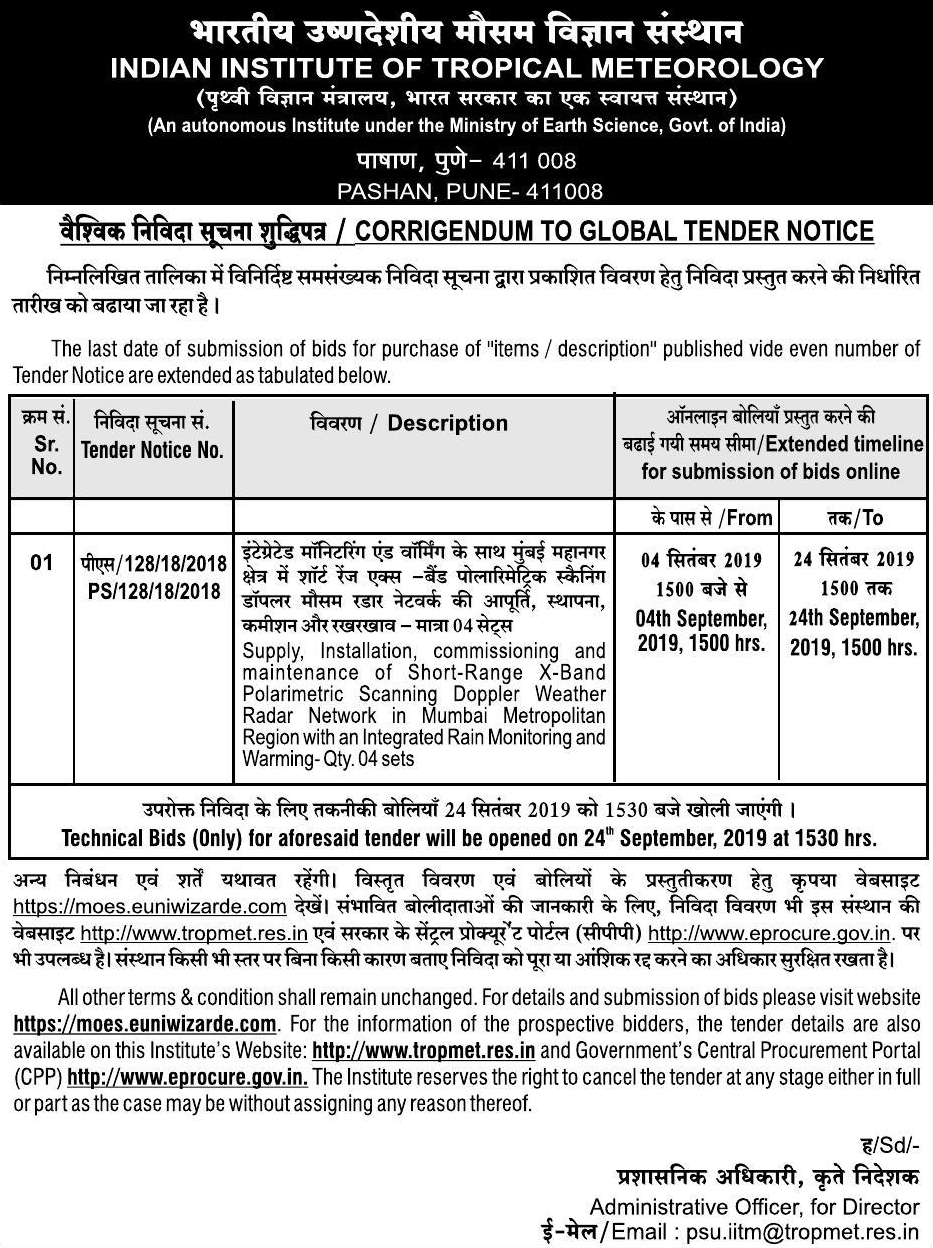 भारतीय उष्णदेशीय मौसम विज्ञान संस्थान
INDIAN INSTITUTE OF TROPICAL METEOROLOGY
(पृथ्वी विज्ञान मंत्रालय, भारत सरकार का एक स्वायत्त संस्थान)
(An autonomous Institute under the Ministry of Earth Science, Govt. of India)
पाषाण, पुणे– 411 008
PASHAN, PUNE- 411008
वैश्विक निविदा सूचना शुद्धिपत्र / CORRIGENDUM TO GLOBAL TENDER NOTICE
निम्नलिखित तालिका में विनिर्दिष्ट समसंख्यक निविदा सूचना द्वारा प्रकाशित विवरण हेतु निविदा प्रस्तुत करने की निर्धारित
तारीख को बढाया जा रहा है।
The last date of submission of bids for purchase of "items / description" published vide even number of
Tender Notice are extended as tabulated below.
क्रम सं.
Sr.
No.
निविदा सूचना सं.
Tender Notice No.
विवरण / Description
ऑनलाइन बोलियाँ प्रस्तुत करने की
बढाई गयी समय सीमा/Extended timeline
for submission of bids online
के पास से /From
तक/To
01
पीएस/128/18/2018
PS/128/18/2018
इंटेग्रेटेड मॉनिटरिंग एंड वॉर्मिंग के साथ मुंबई महानगर
क्षेत्र में शॉर्ट रेंज एक्स –बैंड पोलारिमेट्रिक स्कैनिंग
डॉपलर मौसम रडार नेटवर्क की आपूर्ति, स्थापना,
कमीशन और रखरखाव – मात्रा 04 सेट्स
Supply, Installation, commissioning and
maintenance of Short-Range X-Band
Polarimetric Scanning Doppler Weather
Radar Network in Mumbai Metropolitan
Region with an Integrated Rain Monitoring and
Warming- Qty. 04 sets
04 सितंबर 2019
1500 बजे से
04th September,
2019, 1500 hrs.
24 सितंबर 2019
1500 तक
24th September,
2019, 1500 hrs.
उपरोक्त निविदा के लिए तकनीकी बोलियाँ 24 सितंबर 2019 को 1530 बजे खोली जाएंगी ।
Technical Bids (Only) for aforesaid tender will be opened on 24th September, 2019 at 1530 hrs.
अन्य निबंधन एवं शर्तें यथावत रहेंगी। विस्तृत विवरण एवं बोलियों के प्रस्तुतीकरण हेतु कृपया वेबसाइट
https://moes.euniwizarde.com देखें। संभावित बोलीदाताओं की जानकारी के लिए, निविदा विवरण भी इस संस्थान की
वेबसाइट http://www.tropmet.res.in एवं सरकार के सेंट्रल प्रोक्यूरेंट पोर्टल (सीपीपी) http://www.eprocure.gov.in. पर
भी उपलब्ध है। संस्थान किसी भी स्तर पर बिना किसी कारण बताए निविदा को पूरा या आंशिक रद्द करने का अधिकार सुरक्षित रखता है।
All other terms & condition shall remain unchanged. For details and submission of bids please visit website
https://moes.euniwizarde.com. For the information of the prospective bidders, the tender details are also
available on this Institute's Website: http://www.tropmet.res.in and Government's Central Procurement Portal
(CPP) http://www.eprocure.gov.in. The Institute reserves the right to cancel the tender at any stage either in full
or part as the case may be without assigning any reason thereof.
ह/Sd/-
प्रशासनिक अधिकारी, कृते निदेशक
Administrative Officer, for Director
ई-मेल/Email : psu.iitm@tropmet.res.in